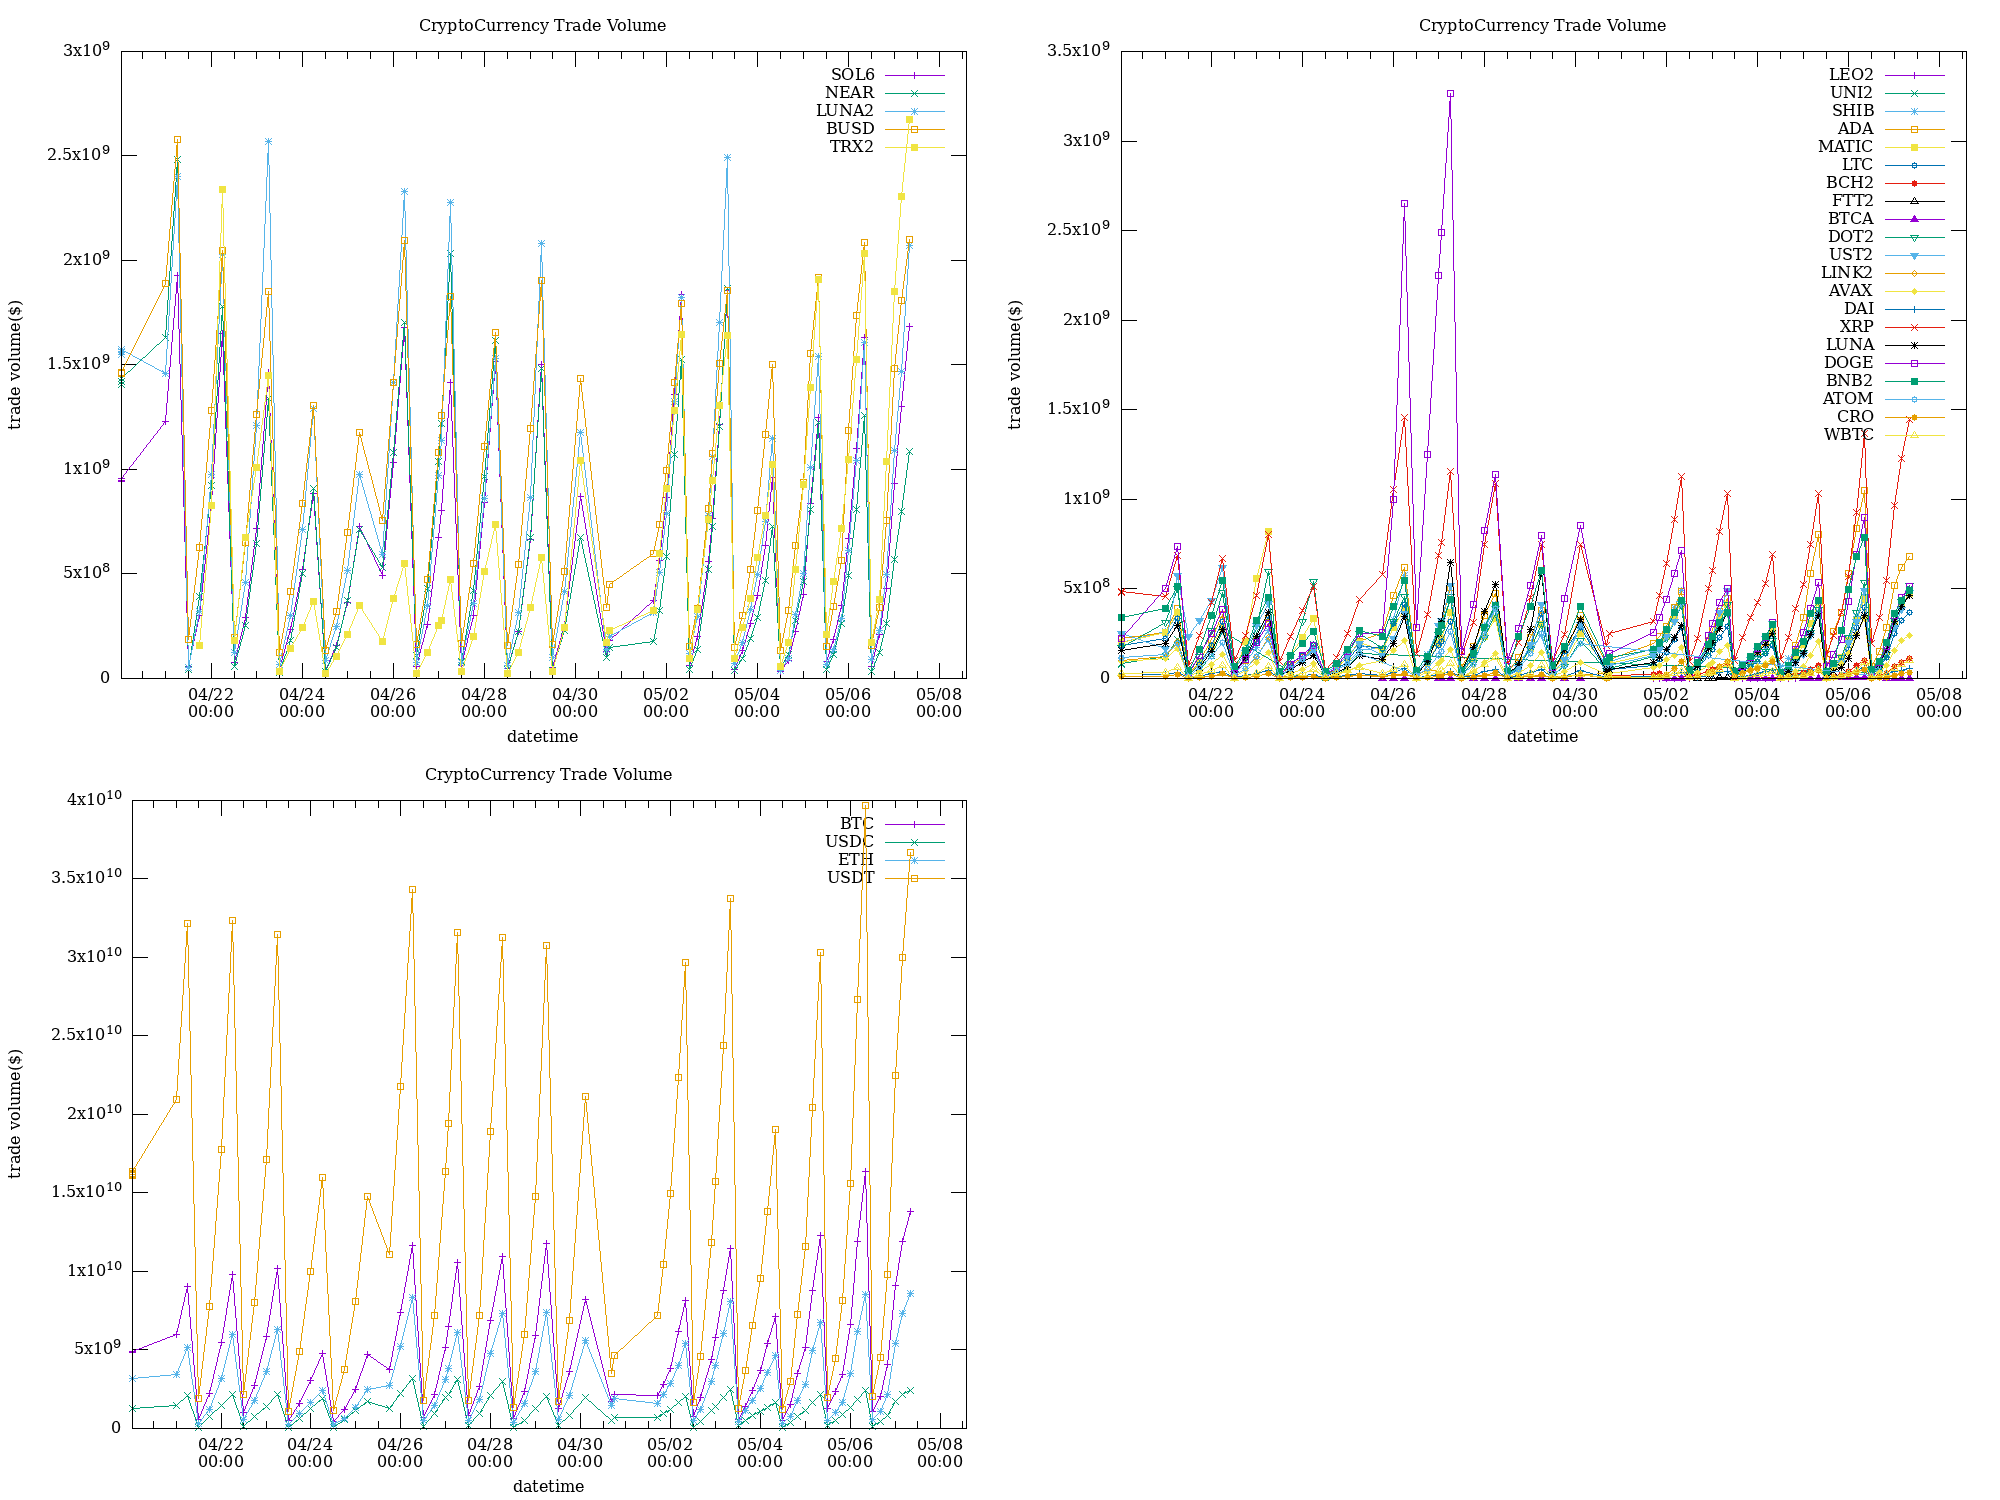 CryptoCurrency Trade Volume
3x10^9
2.5x10^9
2x10^9
1.5x10^9
1x10^9
5x10^8
0
trade volume($)
SOL6
NEAR
LUNA2
BUSD
TRX2
04/22 04/24 04/26 04/28 04/30 05/02 05/04 05/06 05/08
00:00 00:00 00:00 00:00 00:00 00:00 00:00 00:00 00:00
datetime
CryptoCurrency Trade Volume
3.5x10^9
3x10^9
2.5x10^9
2x10^9
1.5x10^9
1x10^9
5x10^8
0
trade volume($)
LEO2
UNI2
SHIB
ADA
MATIC
LTC
BCH2
FTT2
BTCA
DOT2
UST2
LINK2
AVAX
DAI
XRP
LUNA
DOGE
BNB2
ATOM
CRO
WBTC
04/22 04/24 04/26 04/28 04/30 05/02 05/04 05/06 05/08
00:00 00:00 00:00 00:00 00:00 00:00 00:00 00:00 00:00
datetime
CryptoCurrency Trade Volume
4x10^10
3.5x10^10
3x10^10
2.5x10^10
2x10^10
1.5x10^10
1x10^10
5x10^9
0
trade volume($)
BTC
USDC
ETH
USDT
04/22 04/24 04/26 04/28 04/30 05/02 05/04 05/06 05/08
00:00 00:00 00:00 00:00 00:00 00:00 00:00 00:00 00:00
datetime